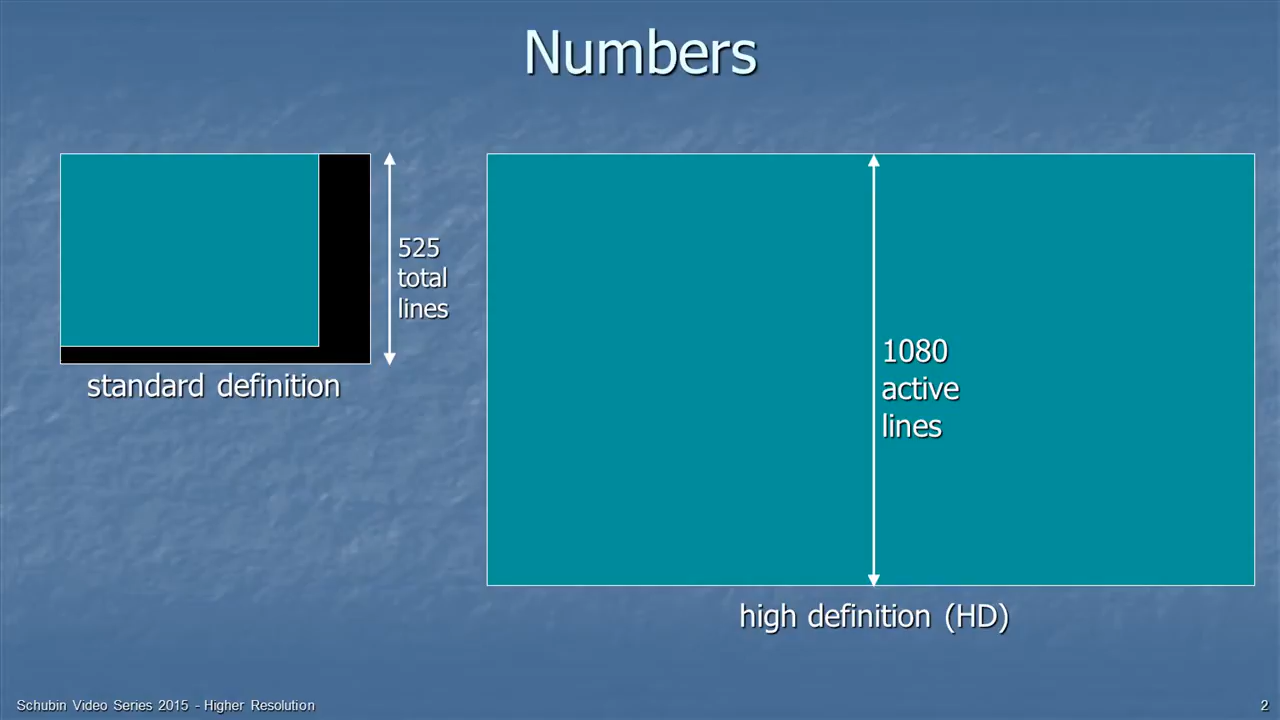 Numbers
525
total
lines
standard definition
1080
active
lines
high definition (HD)
Schubin Video Series 2015 - Higher Resolution
2